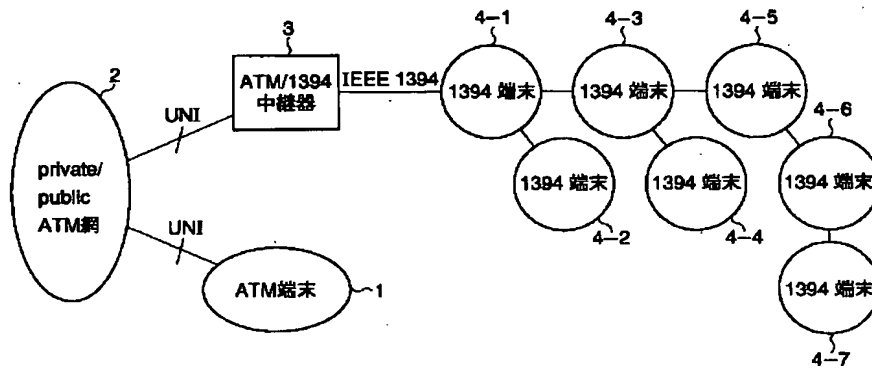 2
private/
public
ATM網
UNI
UNI
3
ATM/1394
中継器
IEEE 1394
ATM端末
1
4-1
1394 端末
4-3
1394 端末
4-5
1394 端末
4-6
1394 端末
1394 端末
4-2
1394 端末
4-4
1394 端末
4-7